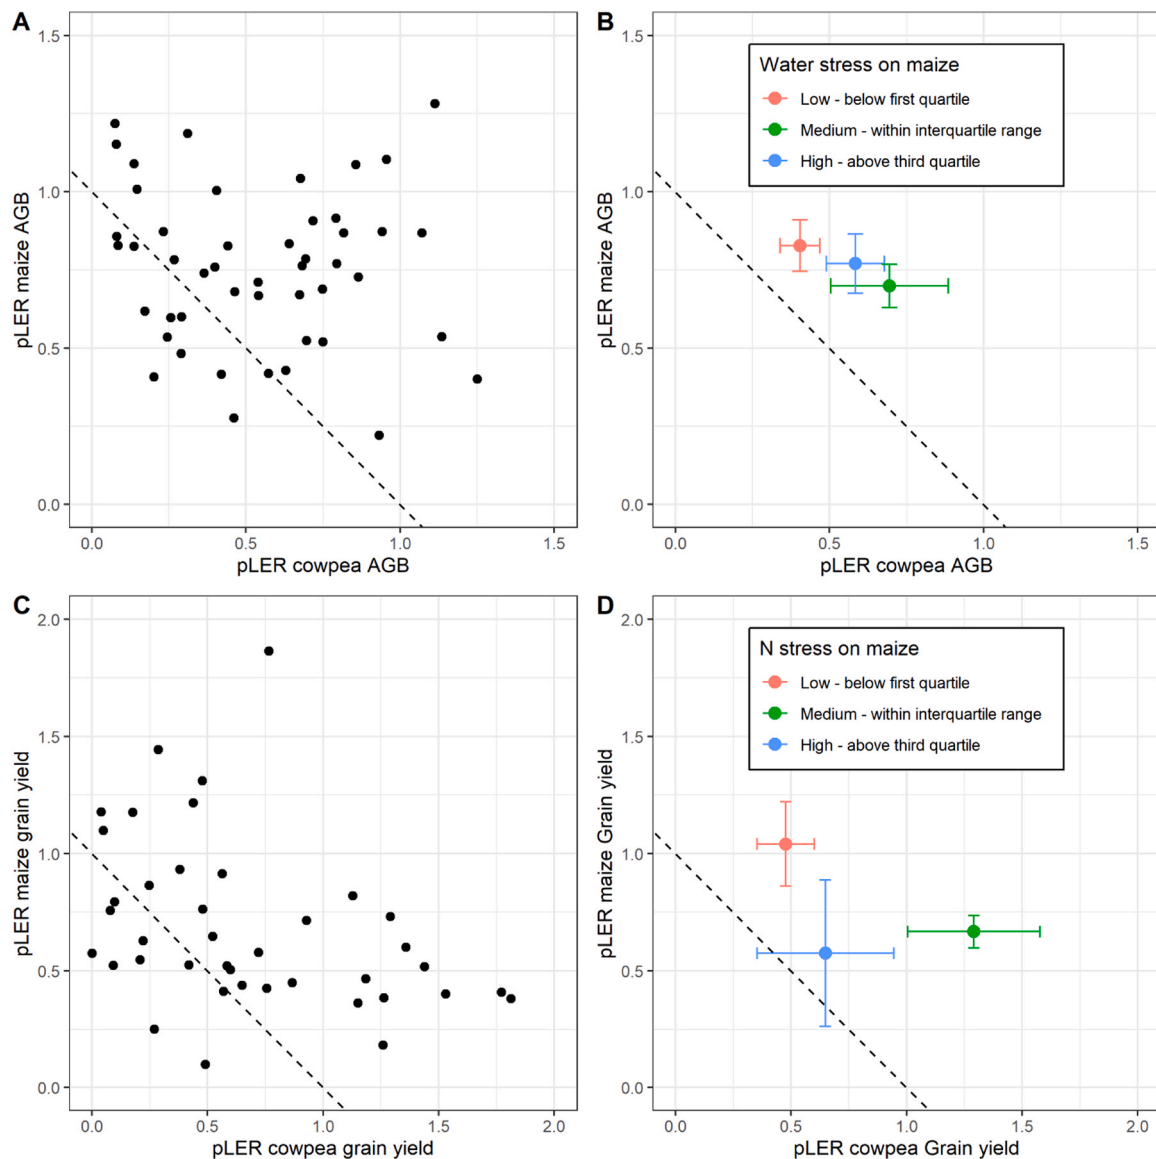 A
1.5
1.0
0.5
0.0
pLER maize AGB
0.0
0.5
1.0
1.5
pLER cowpea AGB
B
1.5
1.0
0.5
0.0
pLER maize AGB
Water stress on maize
Low - below first quartile
Medium - within interquartile range
High - above third quartile
0.0
0.5
1.0
1.5
pLER cowpea AGB
C
2.0
1.5
1.0
0.5
0.0
pLER maize grain yield
0.0
0.5
1.0
1.5
2.0
pLER cowpea grain yield
D
2.0
1.5
1.0
0.5
0.0
pLER maize Grain yield
N stress on maize
Low - below first quartile
Medium - within interquartile range
High - above third quartile
0.0
0.5
1.0
1.5
2.0
pLER cowpea Grain yield